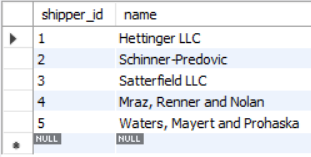 shipper_id name
1 Hettinger LLC
2 Schinner-Predovic
3 Satterfield LLC
4 Mraz, Renner and Nolan
5 Waters, Mayert and Prohaska
NULL NULL